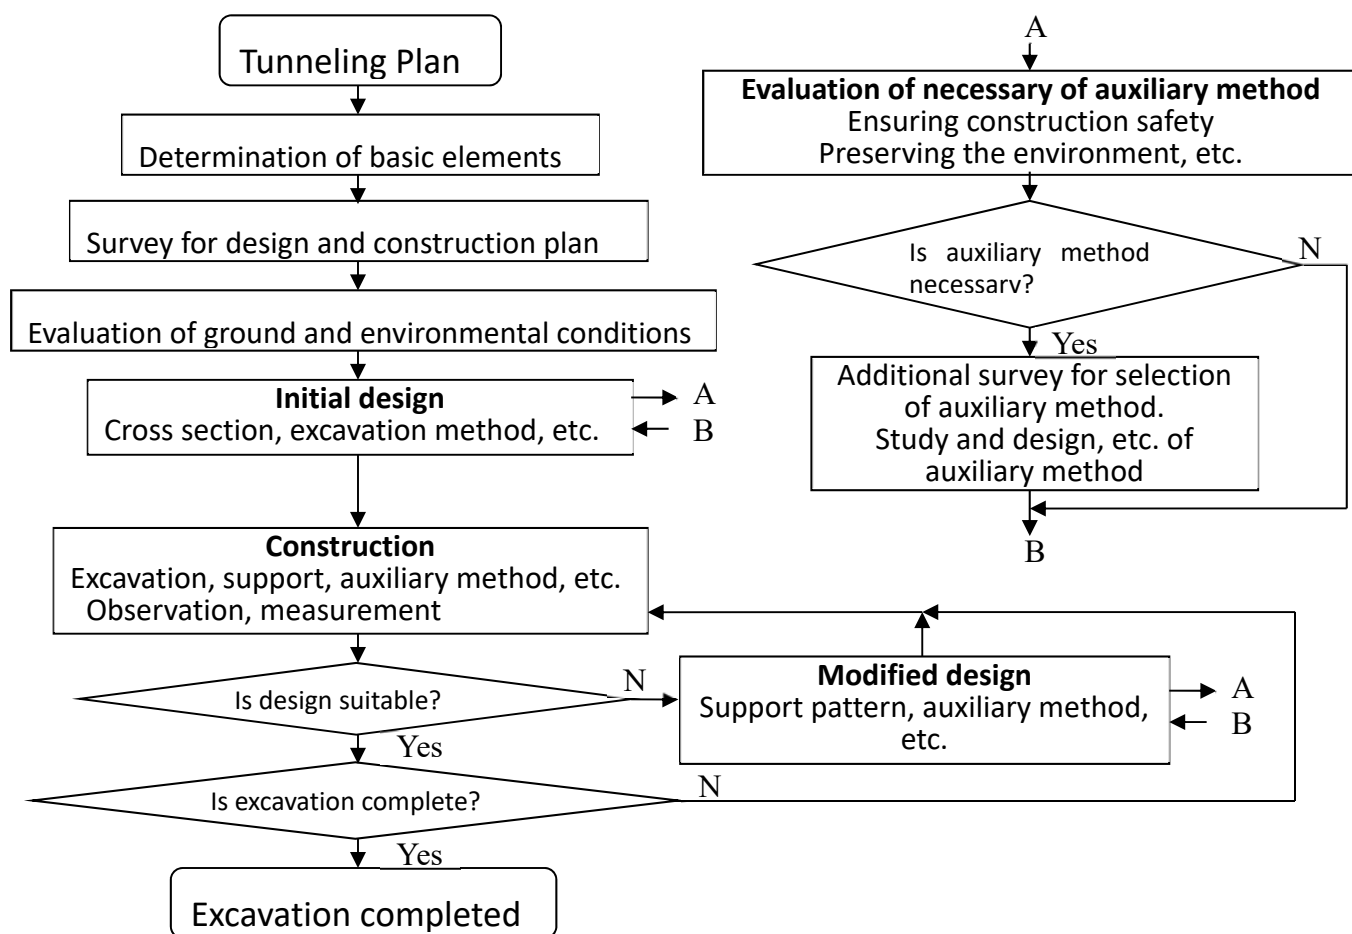 Tunneling Plan
Determination of basic elements
Survey for design and construction plan
Evaluation of ground and environmental conditions
Initial design
Cross section, excavation method, etc.
A
B
Construction
Excavation, support, auxiliary method, etc.
Observation, measurement
Is design suitable?
N
Yes
Modified design
Support pattern, auxiliary method,
etc.
A
B
Is excavation complete?
N
Yes
Excavation completed
A
Evaluation of necessary of auxiliary method
Ensuring construction safety
Preserving the environment, etc.
Is auxiliary method
necessary?
N
Yes
Additional survey for selection
of auxiliary method.
Study and design, etc. of
auxiliary method
B